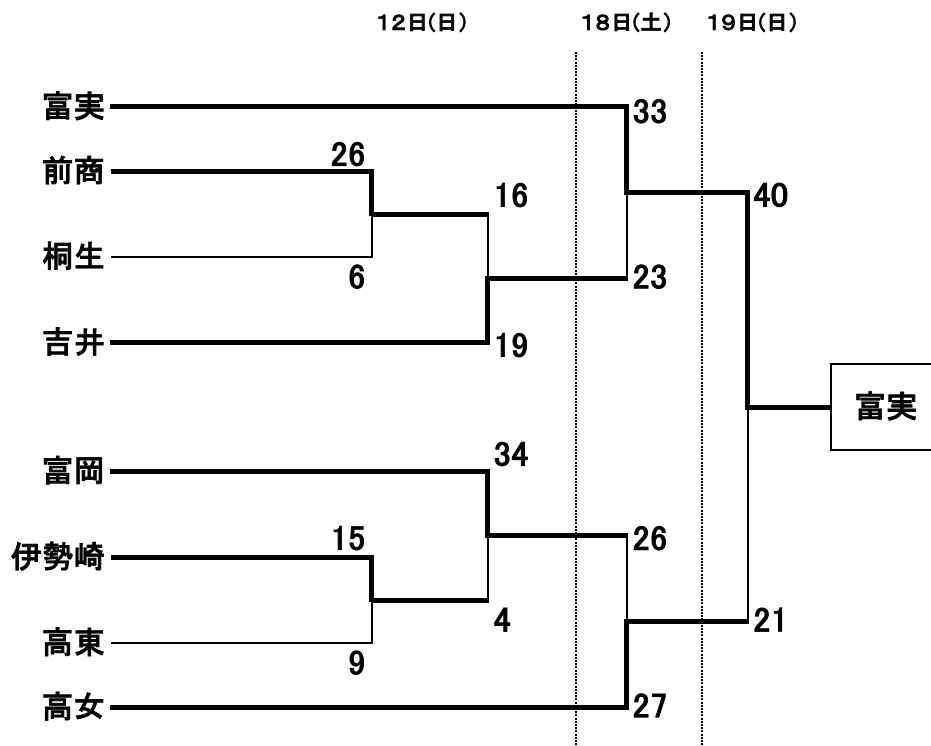 12日(日) 18日(土) 19日(日)
富実 33
前商 26
16 40
桐生 6 23
吉井 19
富実
富岡 34
伊勢崎 15 26
4 21
高東 9
高女 27